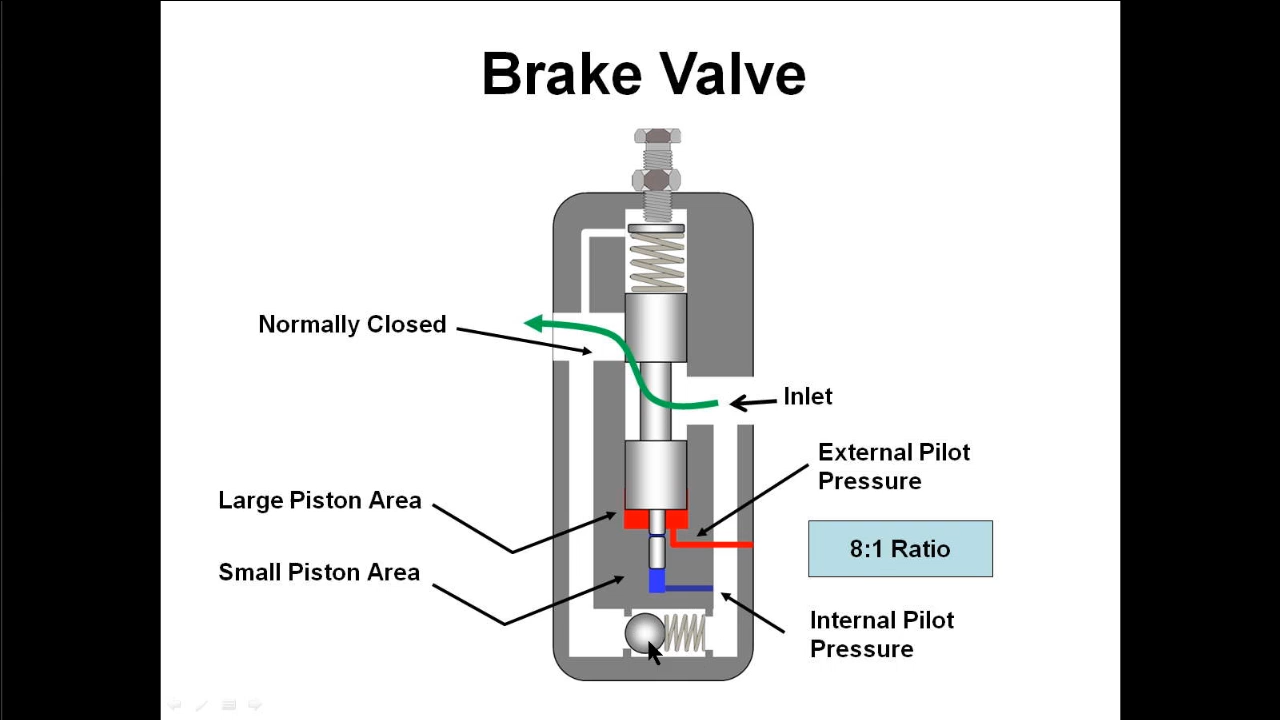 Brake Valve
Normally Closed
Inlet
External Pilot
Pressure
Large Piston Area
8:1 Ratio
Small Piston Area
Internal Pilot
Pressure